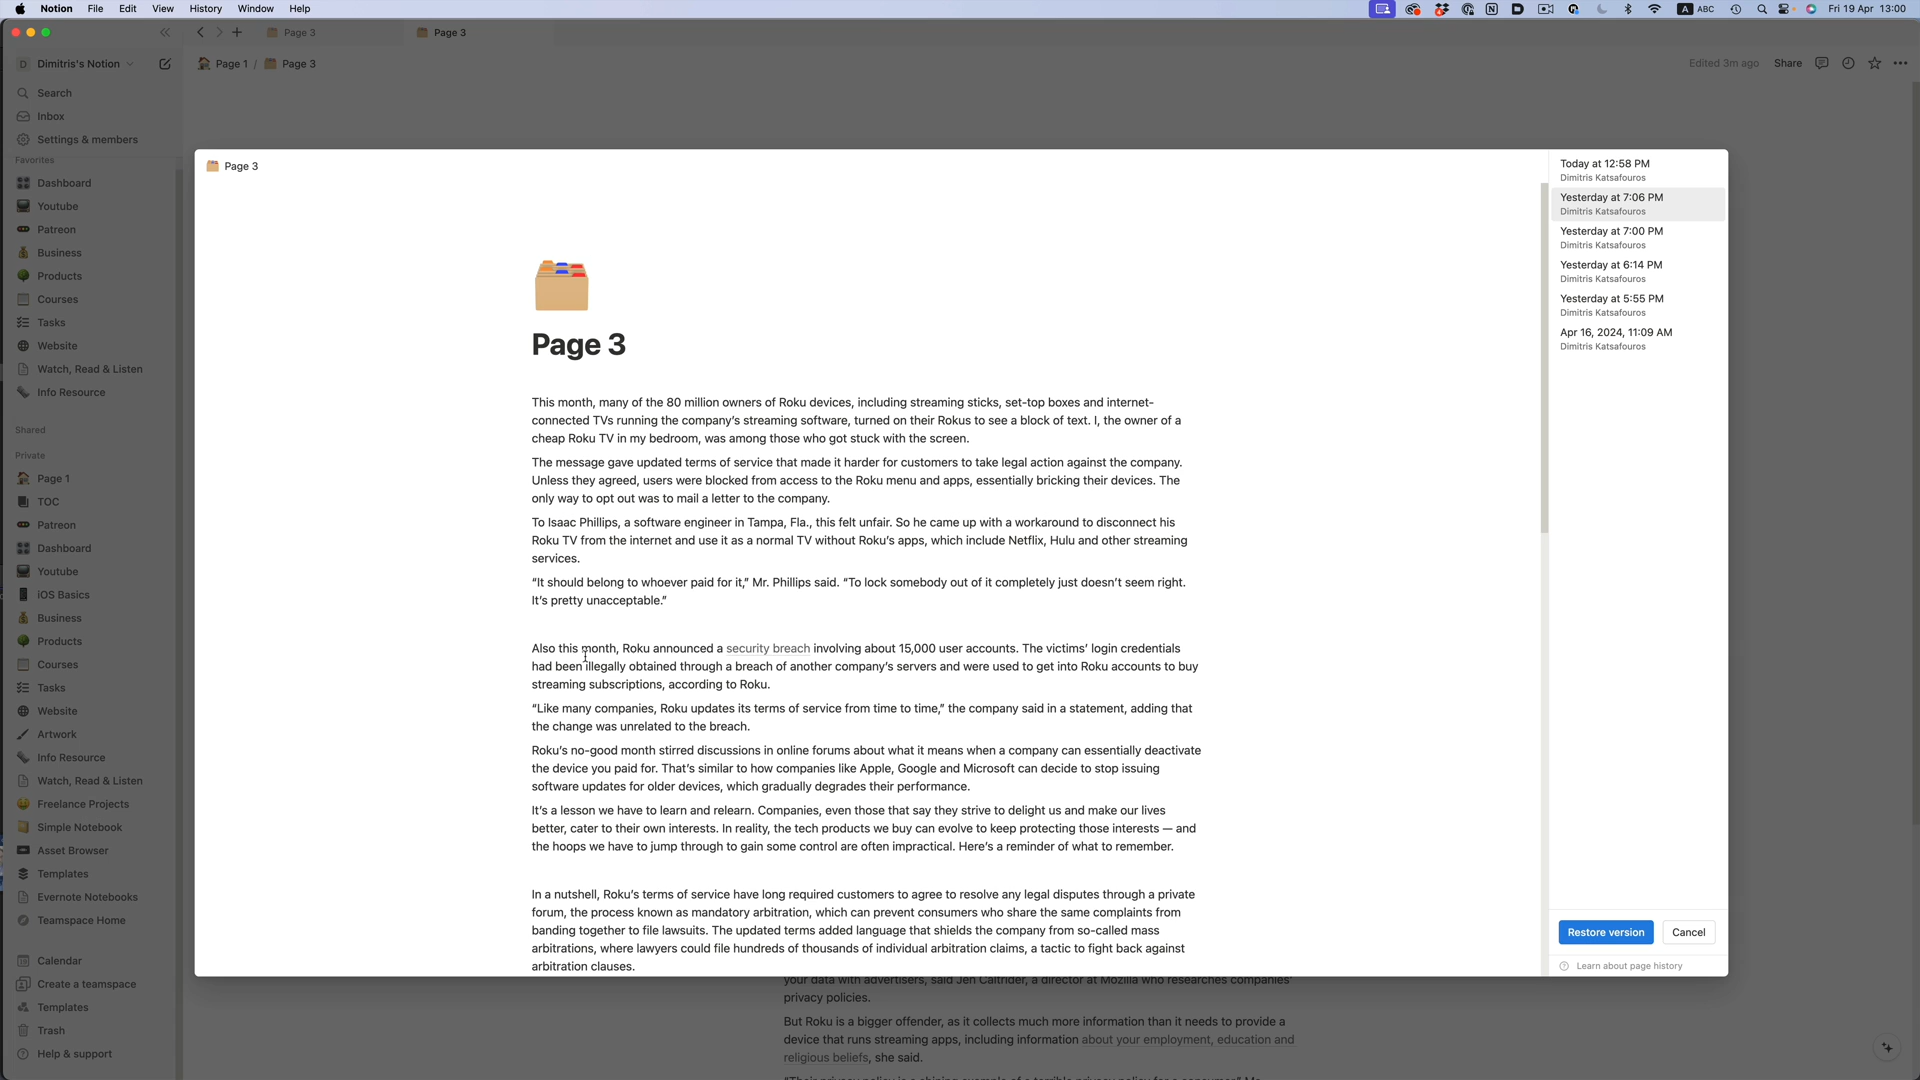 Notion File Edit View History Window Help
A ABC Fri 19 Apr 13:00
Page 3 Page 3
D Dimitris's Notion
Page 1 / Page 3
Edited 3m ago Share
Search
Inbox
Settings & members
Favorites
Dashboard
Youtube
Patreon
Business
Products
Courses
Tasks
Website
Watch, Read & Listen
Info Resource
Shared
Private
Page 1
TOC
Patreon
Dashboard
Youtube
iOS Basics
Business
Products
Courses
Tasks
Website
Artwork
Info Resource
Watch, Read & Listen
Freelance Projects
Simple Notebook
Asset Browser
Templates
Evernote Notebooks
Teamspace Home
Calendar
Create a teamspace
Templates
Trash
Help & support
Page 3
Page 3
This month, many of the 80 million owners of Roku devices, including streaming sticks, set-top boxes and internet-
connected TVs running the company’s streaming software, turned on their Rokus to see a block of text. I, the owner of a
cheap Roku TV in my bedroom, was among those who got stuck with the screen.
The message gave updated terms of service that made it harder for customers to take legal action against the company.
Unless they agreed, users were blocked from access to the Roku menu and apps, essentially bricking their devices. The
only way to opt out was to mail a letter to the company.
To Isaac Phillips, a software engineer in Tampa, Fla., this felt unfair. So he came up with a workaround to disconnect his
Roku TV from the internet and use it as a normal TV without Roku’s apps, which include Netflix, Hulu and other streaming
services.
“It should belong to whoever paid for it,” Mr. Phillips said. “To lock somebody out of it completely just doesn’t seem right.
It’s pretty unacceptable.”
Also this month, Roku announced a security breach involving about 15,000 user accounts. The victims’ login credentials
had been illegally obtained through a breach of another company’s servers and were used to get into Roku accounts to buy
streaming subscriptions, according to Roku.
“Like many companies, Roku updates its terms of service from time to time,” the company said in a statement, adding that
the change was unrelated to the breach.
Roku’s no-good month stirred discussions in online forums about what it means when a company can essentially deactivate
the device you paid for. That’s similar to how companies like Apple, Google and Microsoft can decide to stop issuing
software updates for older devices, which gradually degrades their performance.
It’s a lesson we have to learn and relearn. Companies, even those that say they strive to delight us and make our lives
better, cater to their own interests. In reality, the tech products we buy can evolve to keep protecting those interests — and
the hoops we have to jump through to gain some control are often impractical. Here’s a reminder of what to remember.
In a nutshell, Roku’s terms of service have long required customers to agree to resolve any legal disputes through a private
forum, the process known as mandatory arbitration, which can prevent consumers who share the same complaints from
banding together to file lawsuits. The updated terms added language that shields the company from so-called mass
arbitrations, where lawyers could file hundreds of thousands of individual arbitration claims, a tactic to fight back against
arbitration clauses.
Today at 12:58 PM
Dimitris Katsafouros
Yesterday at 7:06 PM
Dimitris Katsafouros
Yesterday at 7:00 PM
Dimitris Katsafouros
Yesterday at 6:14 PM
Dimitris Katsafouros
Yesterday at 5:55 PM
Dimitris Katsafouros
Apr 16, 2024, 11:09 AM
Dimitris Katsafouros
Restore version Cancel
Learn about page history
your data with advertisers, said Jen Caltrider, a director at Mozilla who researches companies’
privacy policies.
But Roku is a bigger offender, as it collects much more information than it needs to provide a
device that runs streaming apps, including information about your employment, education and
religious beliefs, she said.